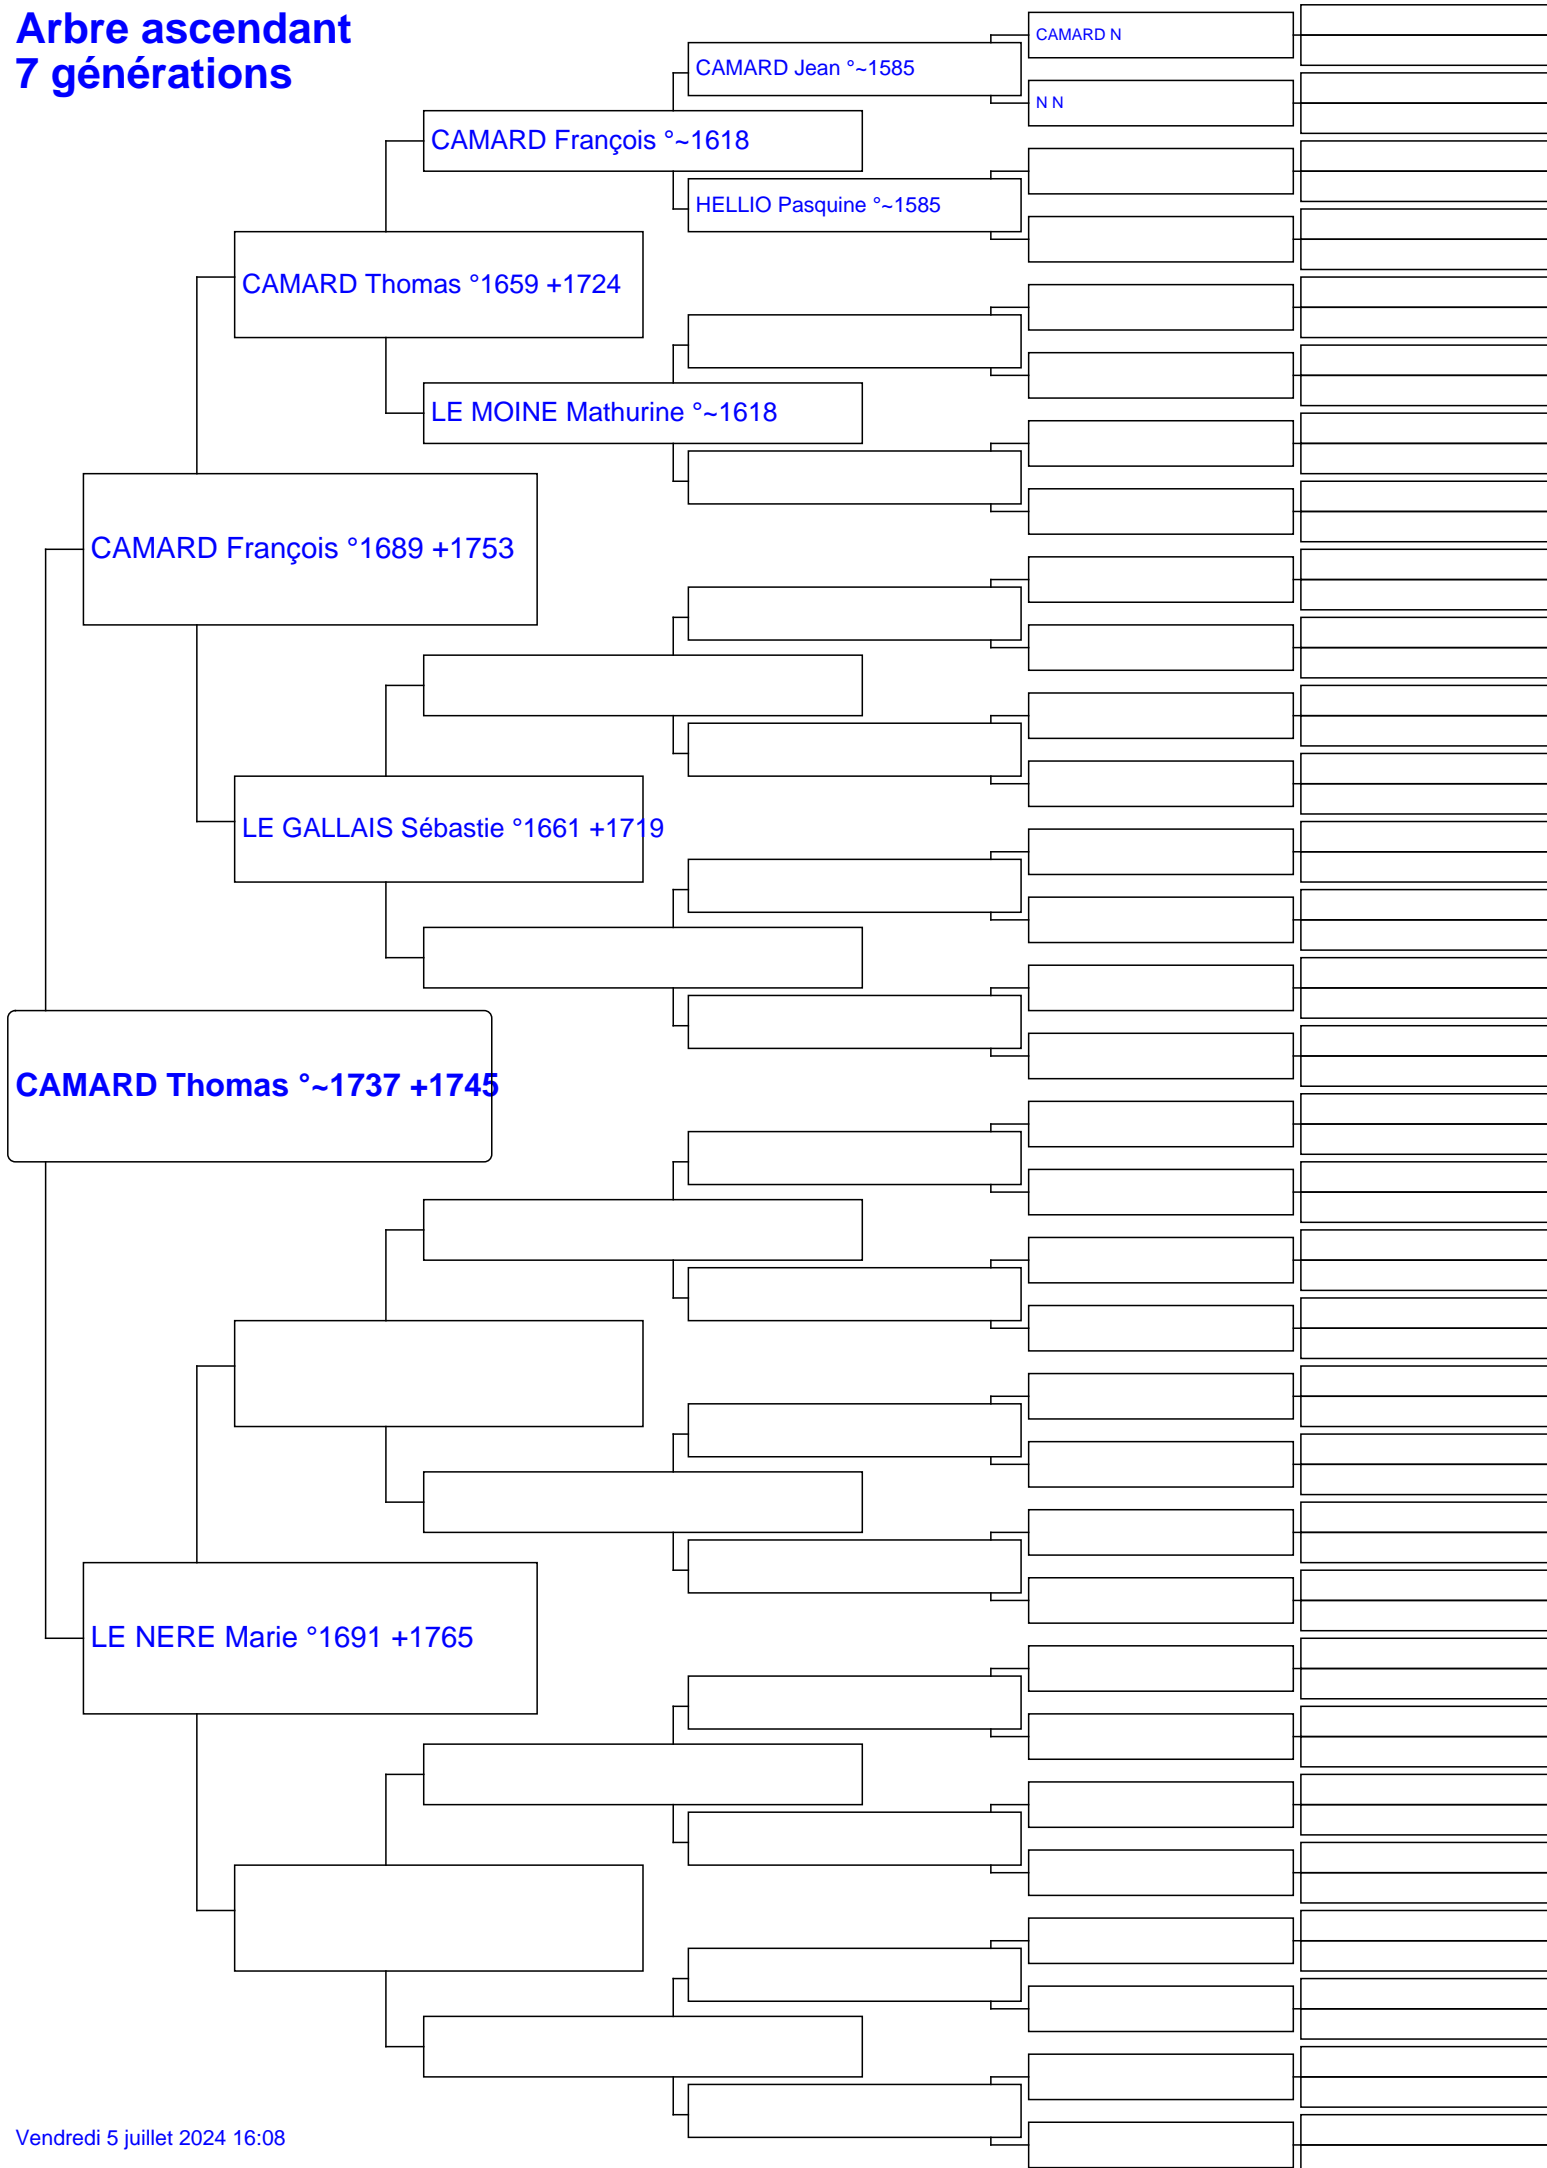 Arbre ascendant
7 générations
CAMARD N
CAMARD Jean °~1585
N N
CAMARD François °~1618
HELLIO Pasquine °~1585
CAMARD Thomas °1659 +1724
LE MOINE Mathurine °~1618
CAMARD François °1689 +1753
LE GALLAIS Sébastie °1661 +1719
CAMARD Thomas °~1737 +1745
LE NERE Marie °1691 +1765
Vendredi 5 juillet 2024 16:08